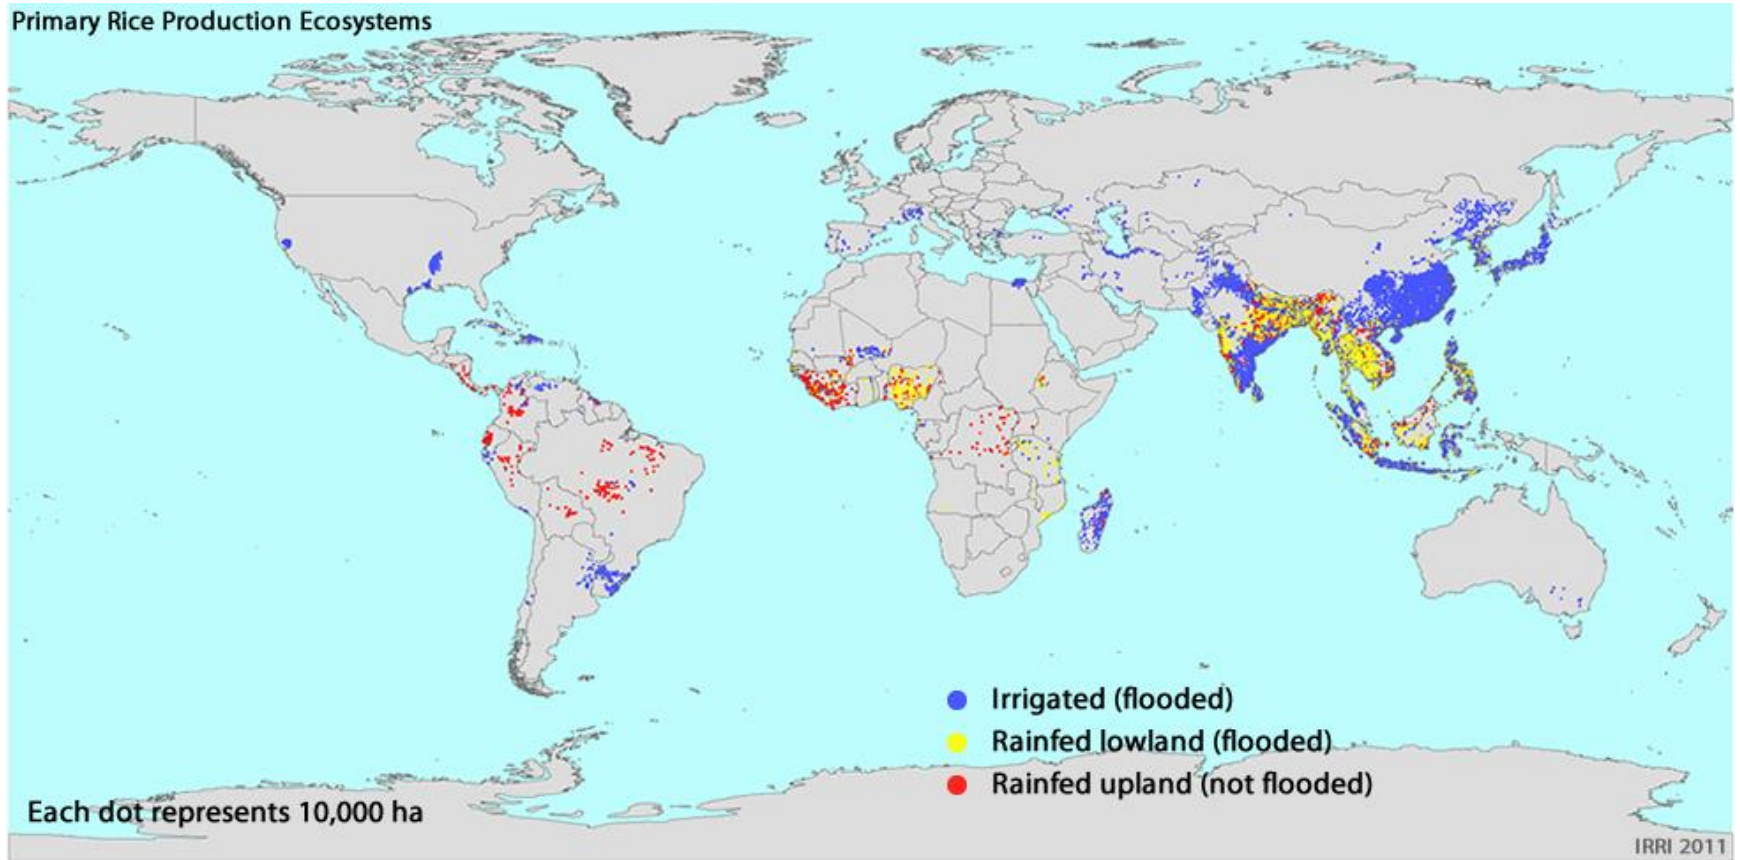 Primary Rice Production Ecosystems
Irrigated (flooded)
Rainfed lowland (flooded)
Rainfed upland (not flooded)
Each dot represents 10,000 ha
IRRI 2011